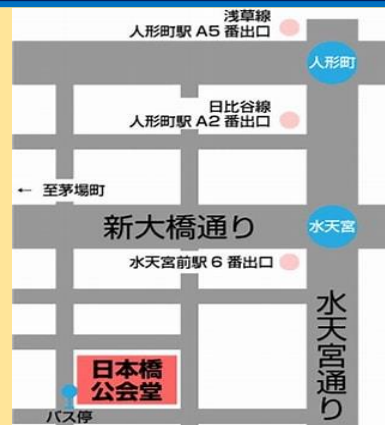 浅草線
人形町駅 A5 番出口
人形町
日比谷線
人形町駅 A2 番出口
← 至茅場町
新大橋通り
水天宮
水天宮前駅 6 番出口
水天宮通り
日本橋
公会堂
バス停